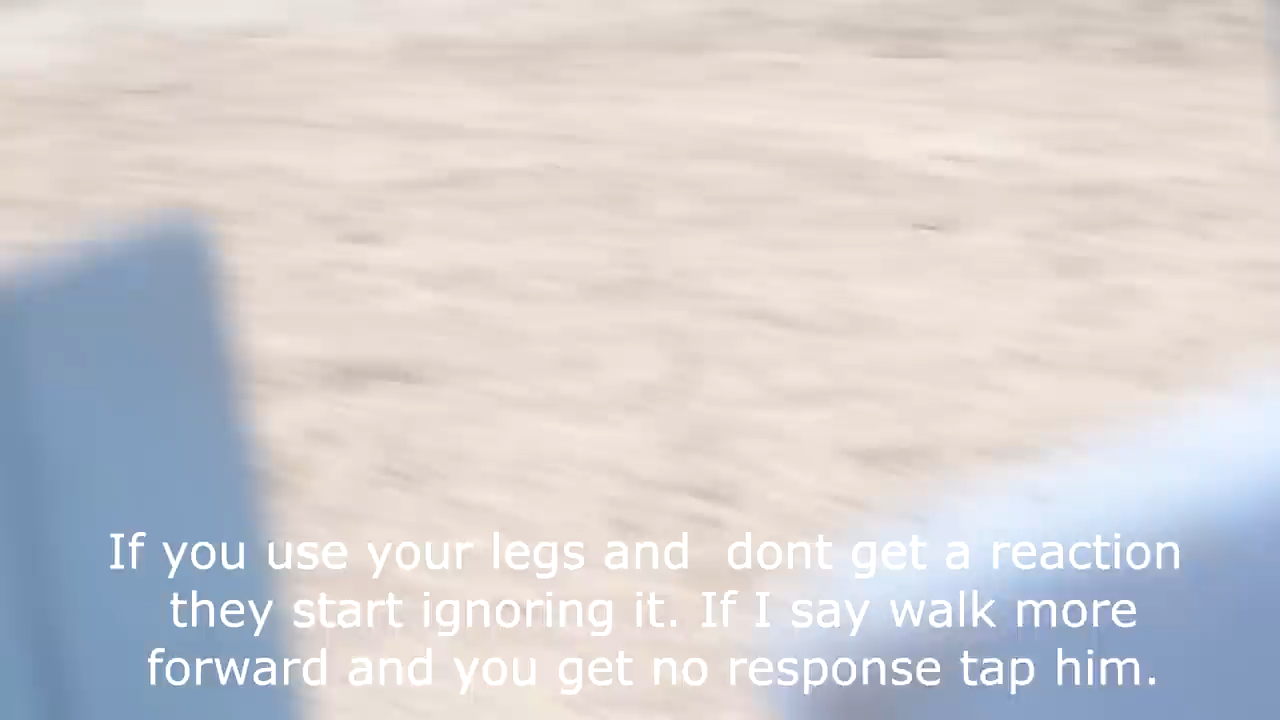 If you use your legs and  dont get a reaction
they start ignoring it. If I say walk more
forward and you get no response tap him.